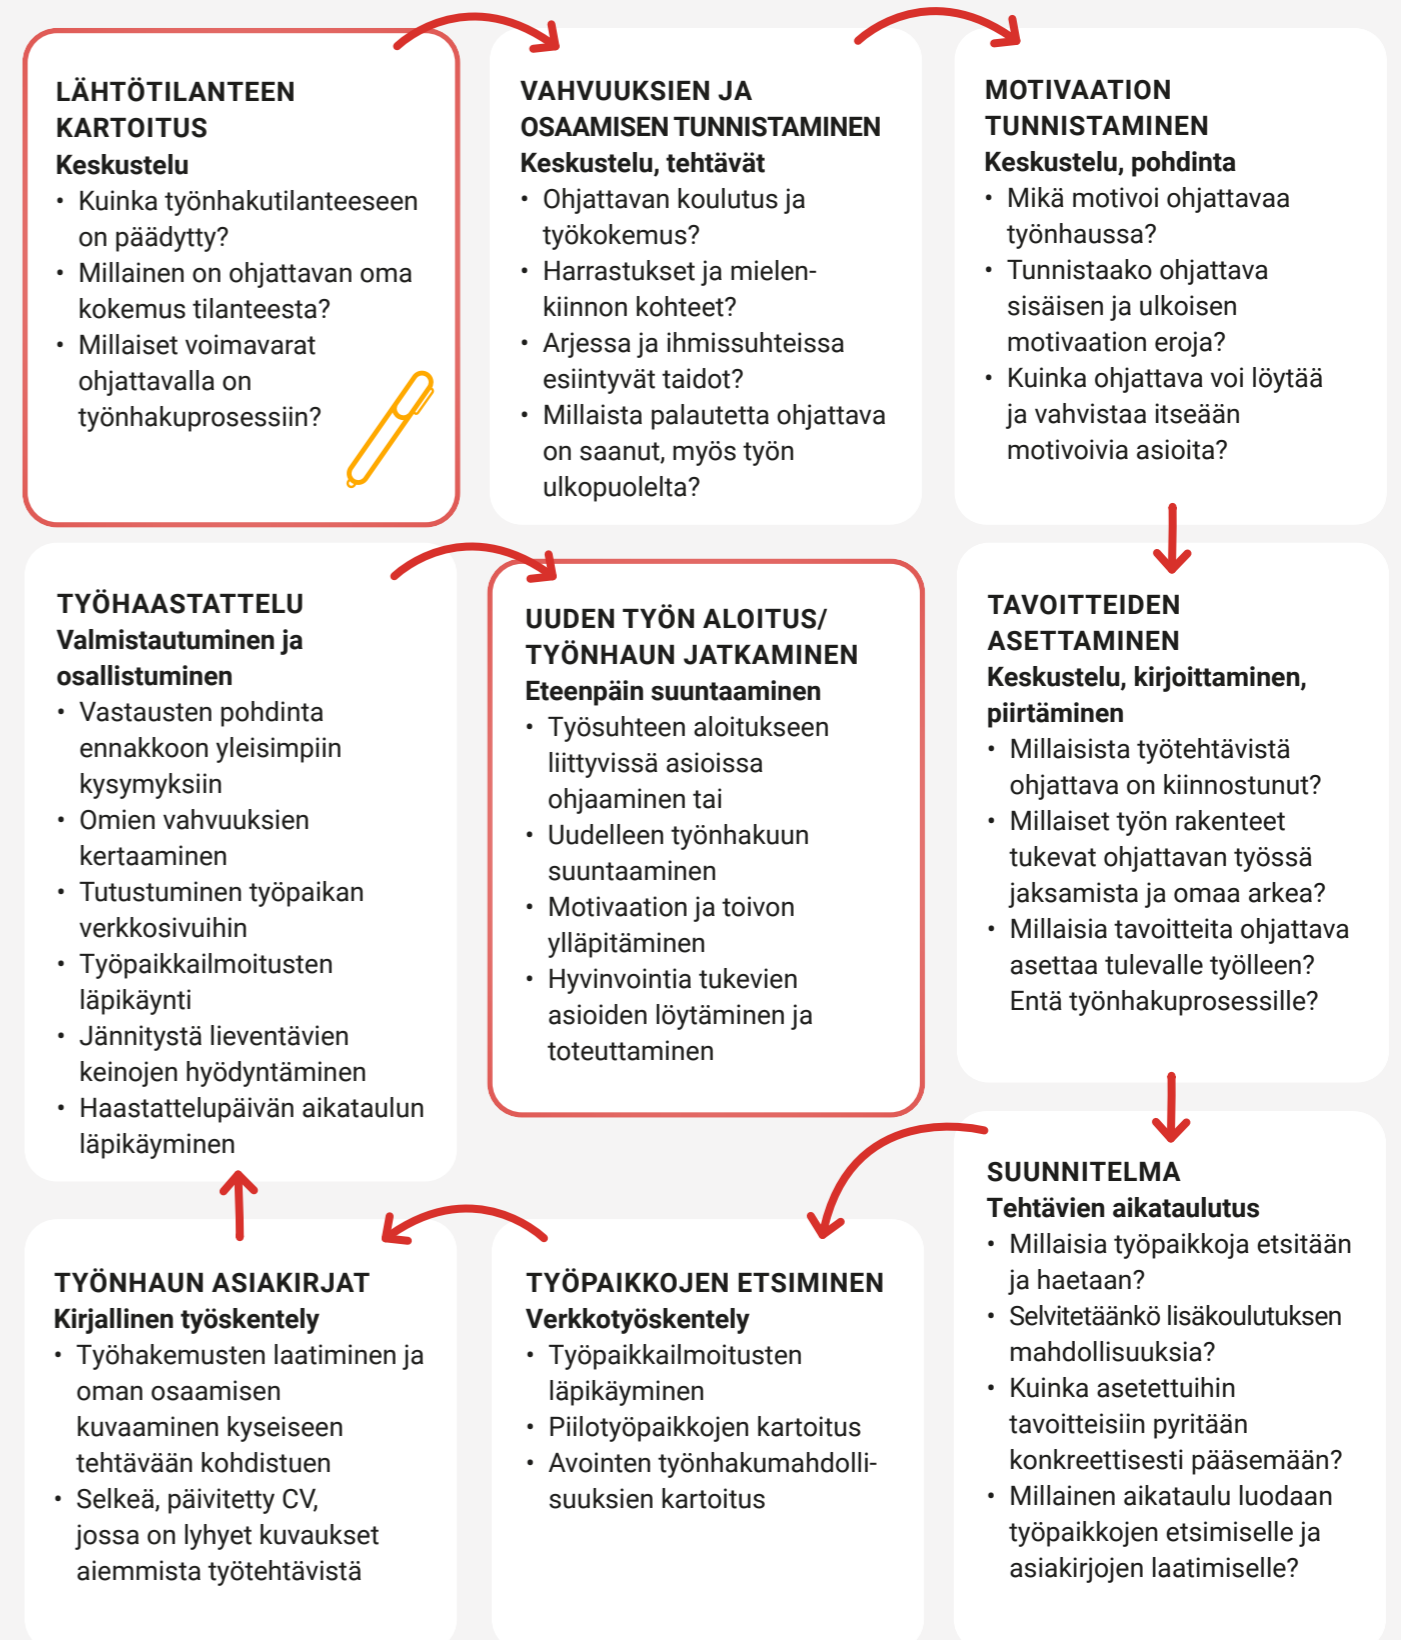 LÄHTÖTILANTEEN
KARTOITUS
Keskustelu
• Kuinka työnhakutilanteeseen
on päädytty?
• Millainen on ohjattavan oma
kokemus tilanteesta?
• Millaiset voimavarat
ohjattavalla on
työnhakuprosessiin?
VAHVUUKSIEN JA
OSAAMISEN TUNNISTAMINEN
Keskustelu, tehtävät
• Ohjattavan koulutus ja
työkokemus?
• Harrastukset ja mielen-
kiinnon kohteet?
• Arjessa ja ihmissuhteissa
esiintyvät taidot?
• Millaista palautetta ohjattava
on saanut, myös työn
ulkopuolelta?
MOTIVAATION
TUNNISTAMINEN
Keskustelu, pohdinta
• Mikä motivoi ohjattavaa
työnhaussa?
• Tunnistaako ohjattava
sisäisen ja ulkoisen
motivaation eroja?
• Kuinka ohjattava voi löytää
ja vahvistaa itseään
motivoivia asioita?
TAVOITTEIDEN
ASETTAMINEN
Keskustelu, kirjoittaminen,
piirtäminen
• Millaisista työtehtävistä
ohjattava on kiinnostunut?
• Millaiset työn rakenteet
tukevat ohjattavan työssä
jaksamista ja omaa arkea?
• Millaisia tavoitteita ohjattava
asettaa tulevalle työlleen?
Entä työnhakuprosessille?
SUUNNITELMA
Tehtävien aikataulutus
• Millaisia työpaikkoja etsitään
ja haetaan?
• Selvitetäänkö lisäkoulutuksen
mahdollisuuksia?
• Kuinka asetettuihin
tavoitteisiin pyritään
konkreettisesti pääsemään?
• Millainen aikataulu luodaan
työpaikkojen etsimiselle ja
asiakirjojen laatimiselle?
TYÖPAIKKOJEN ETSIMINEN
Verkkotyöskentely
• Työpaikkailmoitusten
läpikäyminen
• Piilotyöpaikkojen kartoitus
• Avointen työnhakumahdolli-
suuksien kartoitus
TYÖNHAUN ASIAKIRJAT
Kirjallinen työskentely
• Työhakemusten laatiminen ja
oman osaamisen
kuvaaminen kyseiseen
tehtävään kohdistuen
• Selkeä, päivitetty CV,
jossa on lyhyet kuvaukset
aiemmista työtehtävistä
TYÖHAASTATTELU
Valmistautuminen ja
osallistuminen
• Vastausten pohdinta
ennakkoon yleisimpiin
kysymyksiin
• Omien vahvuuksien
kertaaminen
• Tutustuminen työpaikan
verkkosivuihin
• Työpaikkailmoitusten
läpikäynti
• Jännitystä lieventävien
keinojen hyödyntäminen
• Haastattelupäivän aikataulun
läpikäyminen
UUDEN TYÖN ALOITUS/
TYÖNHAUN JATKAMINEN
Eteenpäin suuntaaminen
• Työsuhteen aloitukseen
liittyvissä asioissa
ohjaaminen tai
• Uudelleen työnhakuun
suuntaaminen
• Motivaation ja toivon
ylläpitäminen
• Hyvinvointia tukevien
asioiden löytäminen ja
toteuttaminen